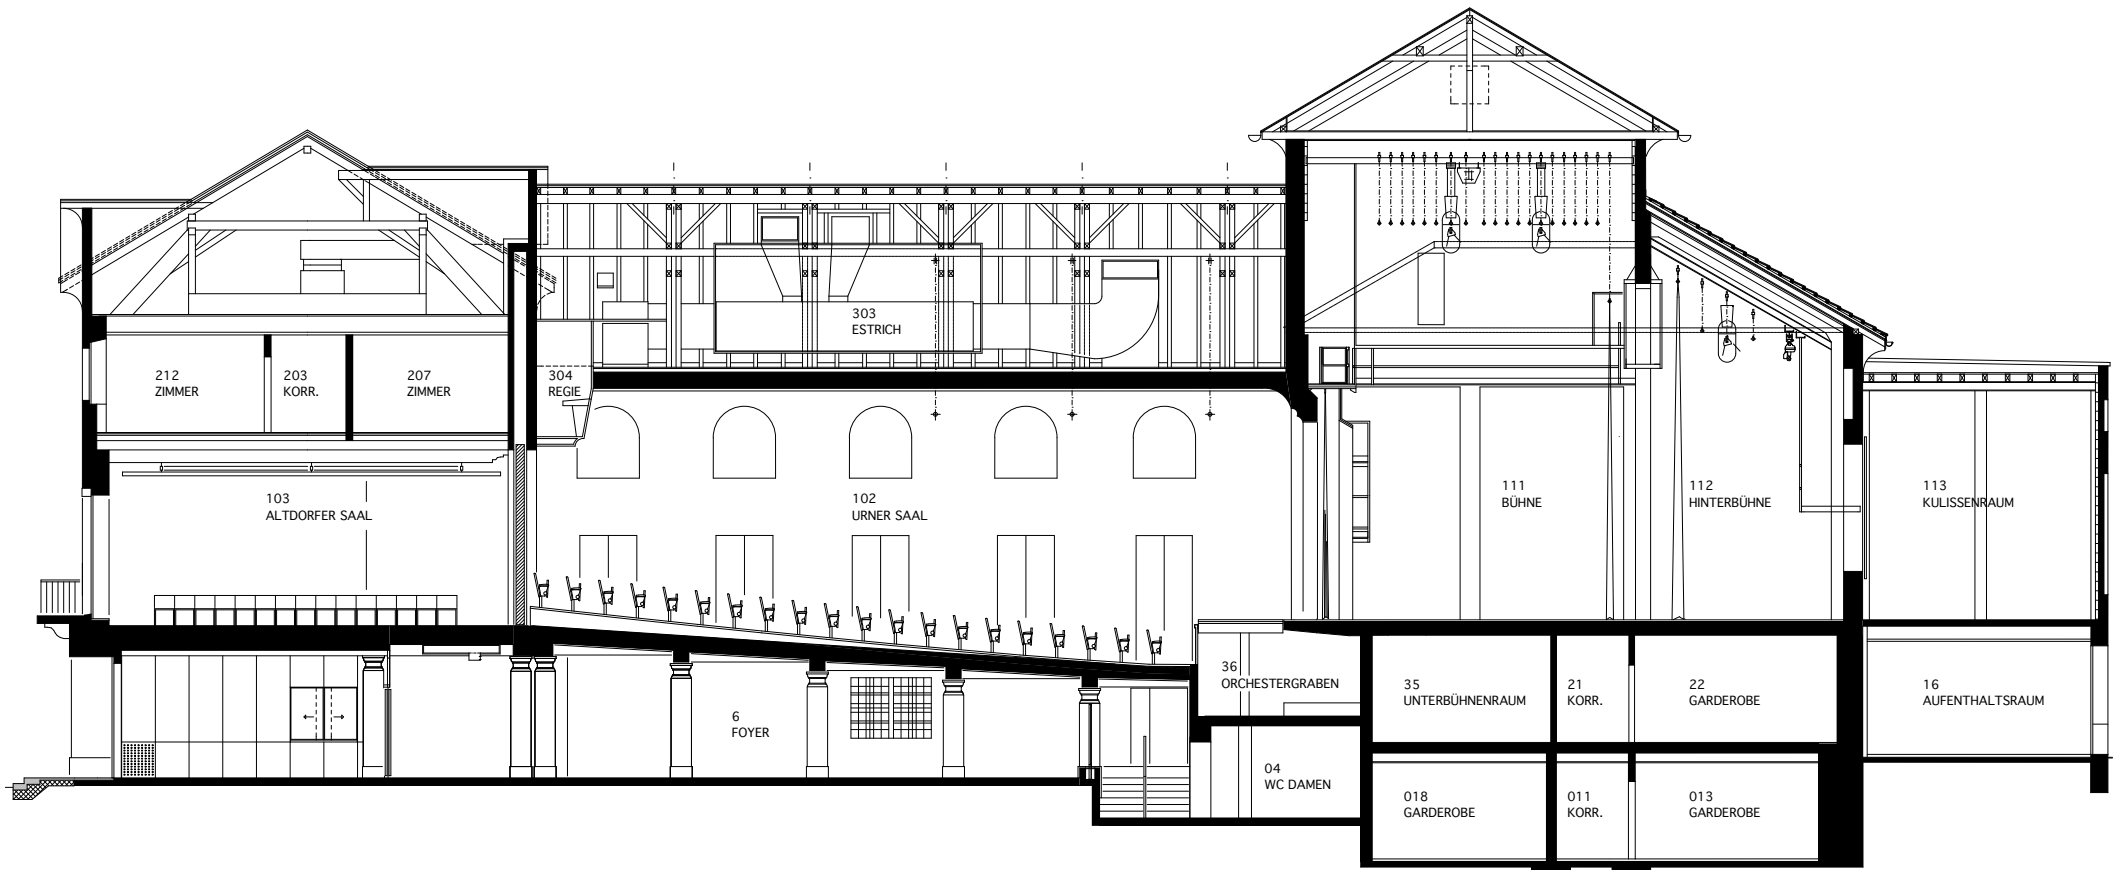 303
ESTRICH
212
ZIMMER
203
KORR.
207
ZIMMER
304
REGIE
103
ALTDORFER SAAL
102
URNER SAAL
111
BÜHNE
112
HINTERBÜHNE
113
KULISSENRAUM
36
ORCHESTERGRABEN
35
UNTERBÜHNENRAUM
21
KORR.
22
GARDEROBE
16
AUFENTHALTSRAUM
6
FOYER
04
WC DAMEN
018
GARDEROBE
011
KORR.
013
GARDEROBE